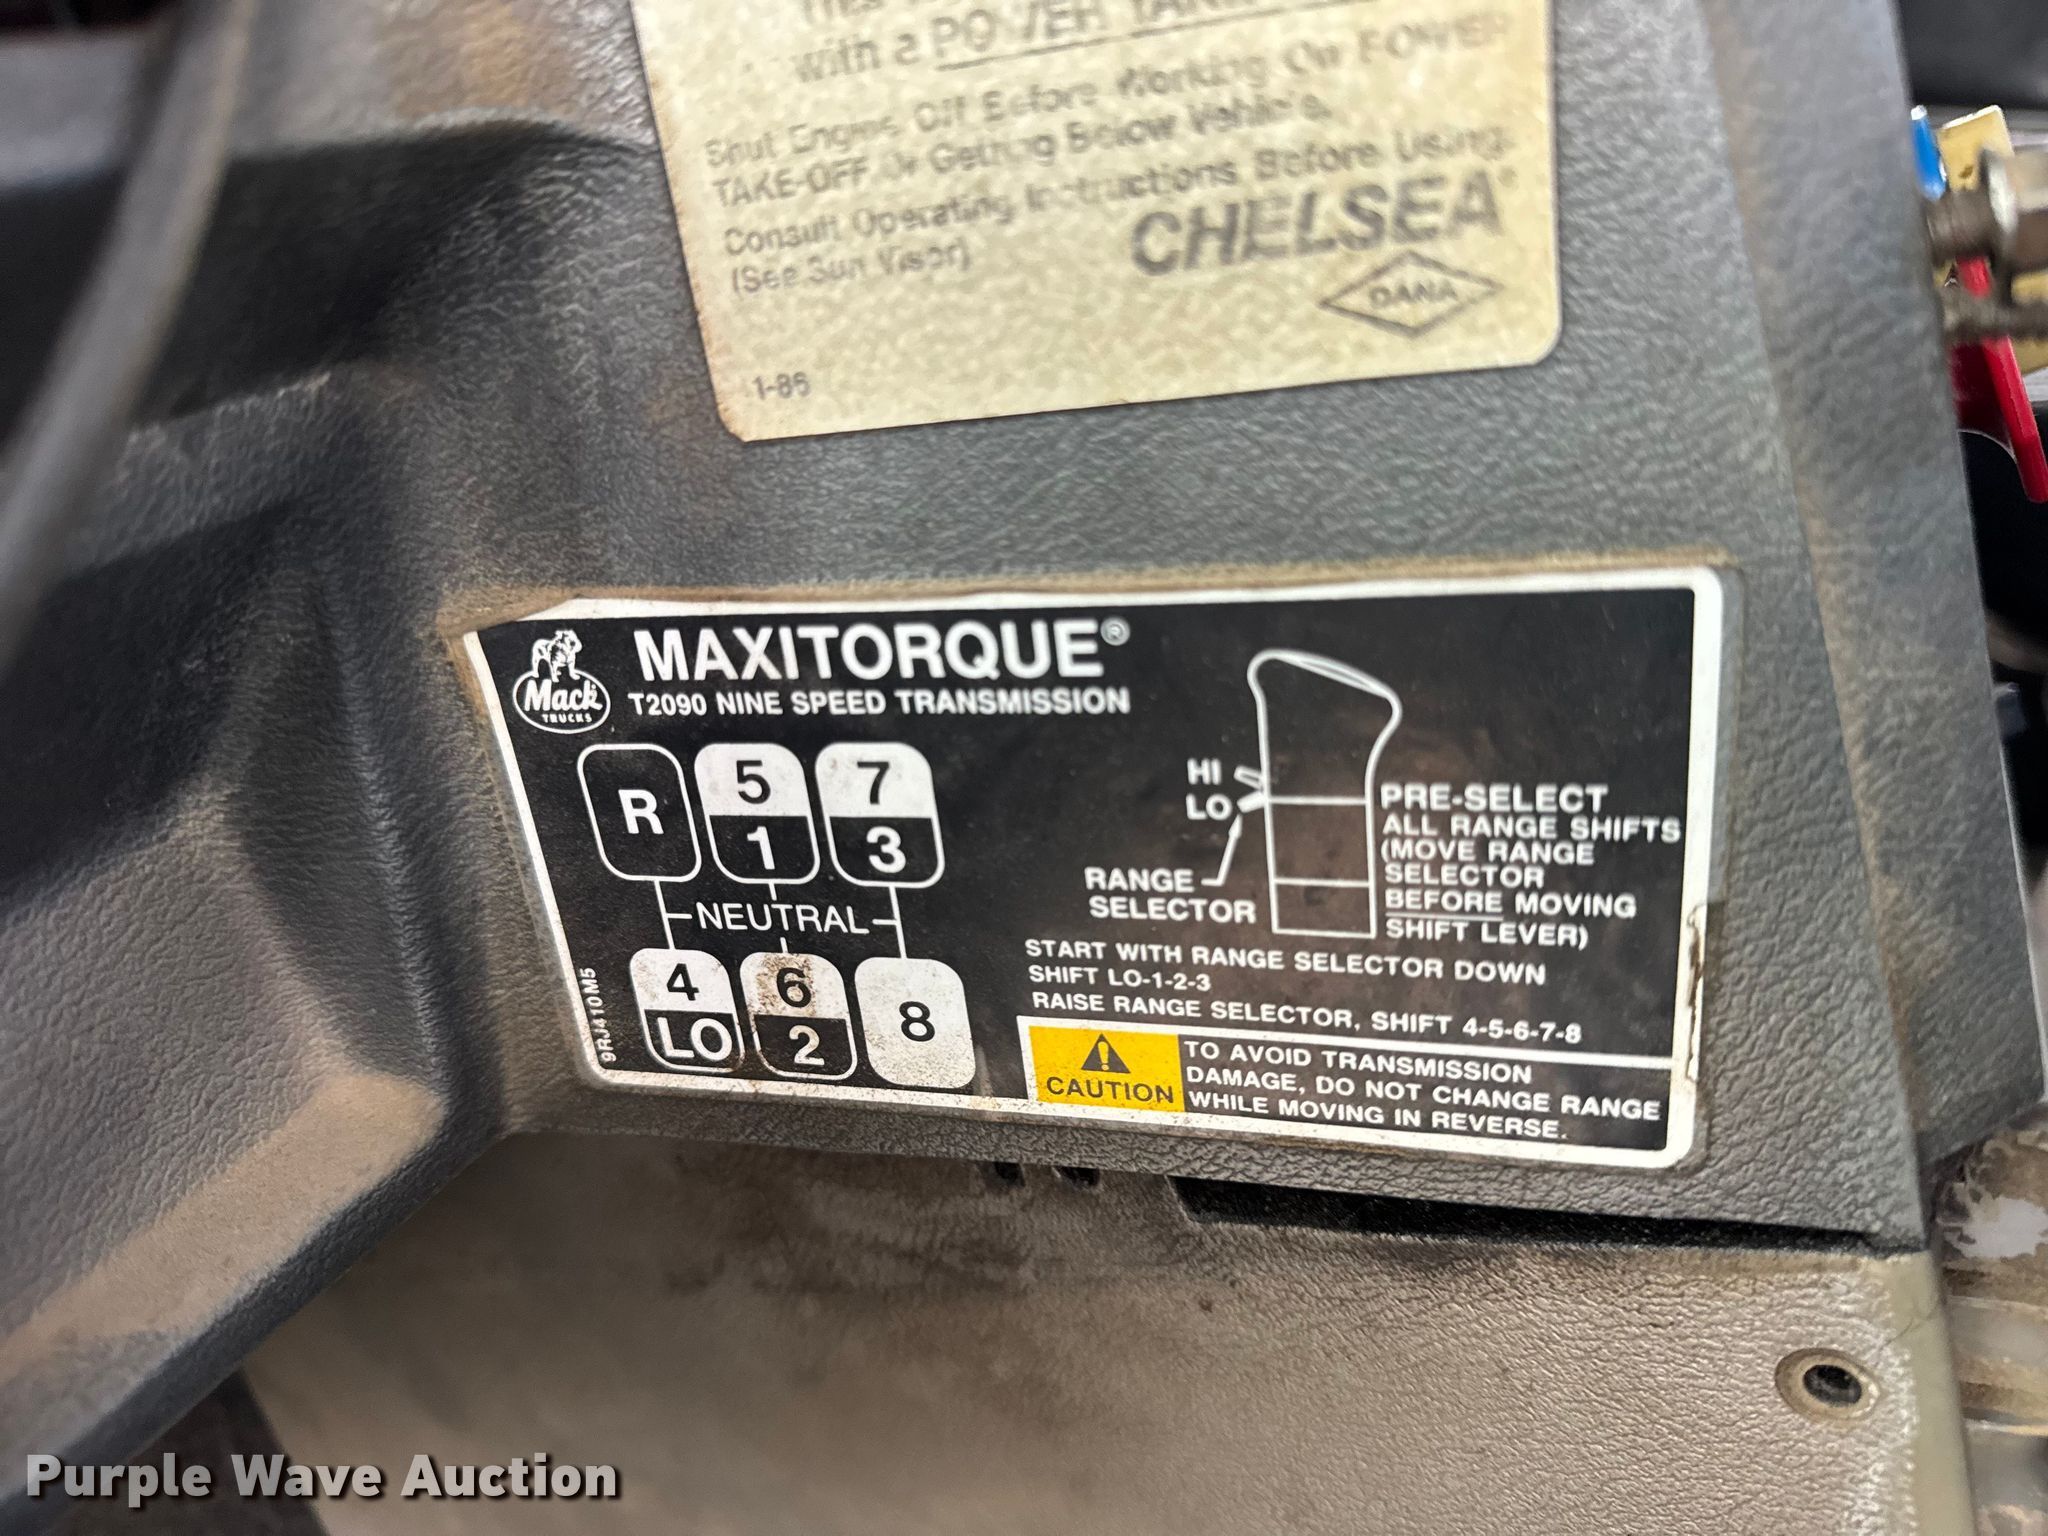 with a POWER
Shut Engine Off Before Working On POWER
TAKE-OFF Or Getting Below Vehicle.
Consult Operating Instructions Before Using.
(See Sun Visor)
CHELSEA®
DANA
1-86
Mack
TRUCKS
MAXITORQUE®
T2090 NINE SPEED TRANSMISSION
R 5 7
1 3
NEUTRAL
4 6 8
LO 2
9RJ410M5
HI
LO
RANGE
SELECTOR
PRE-SELECT
ALL RANGE SHIFTS
(MOVE RANGE
SELECTOR
BEFORE MOVING
SHIFT LEVER)
START WITH RANGE SELECTOR DOWN
SHIFT LO-1-2-3
RAISE RANGE SELECTOR, SHIFT 4-5-6-7-8
CAUTION
TO AVOID TRANSMISSION
DAMAGE, DO NOT CHANGE RANGE
WHILE MOVING IN REVERSE.
Purple Wave Auction